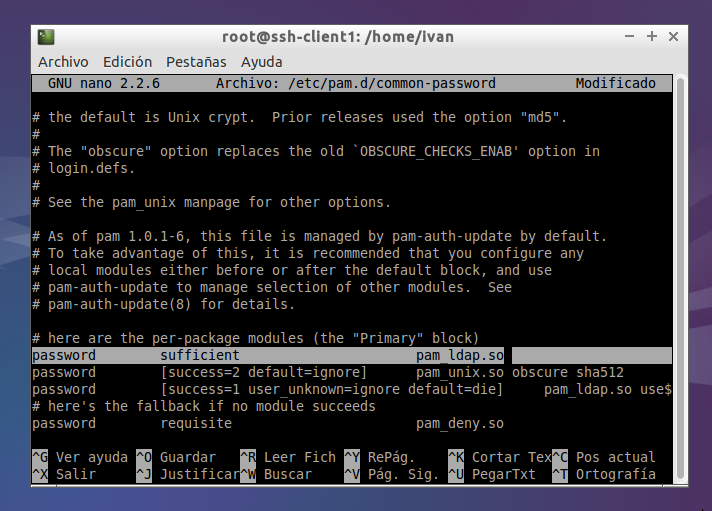 root@ssh-client1: /home/ivan
Archivo Edición Pestañas Ayuda
GNU nano 2.2.6 Archivo: /etc/pam.d/common-password Modificado
# the default is Unix crypt.  Prior releases used the option "md5".
#
# The "obscure" option replaces the old `OBSCURE_CHECKS_ENAB' option in
# login.defs.
#
# See the pam_unix manpage for other options.
# As of pam 1.0.1-6, this file is managed by pam-auth-update by default.
# To take advantage of this, it is recommended that you configure any
# local modules either before or after the default block, and use
# pam-auth-update to manage selection of other modules.  See
# pam-auth-update(8) for details.
# here are the per-package modules (the "Primary" block)
password sufficient pam_ldap.so
password [success=2 default=ignore] pam_unix.so obscure sha512
password [success=1 user_unknown=ignore default=die] pam_ldap.so use$
# here's the fallback if no module succeeds
password requisite pam_deny.so
^G Ver ayuda ^O Guardar ^R Leer Fich ^Y RePág. ^K Cortar Tex ^C Pos actual
^X Salir ^J Justificar ^W Buscar ^V Pág. Sig. ^U PegarTxt ^T Ortografía